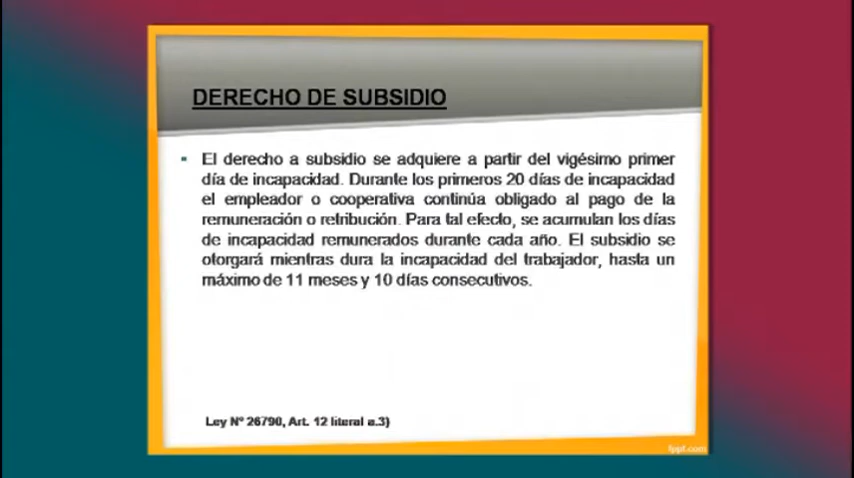 DERECHO DE SUBSIDIO
El derecho a subsidio se adquiere a partir del vigésimo primer
día de incapacidad. Durante los primeros 20 días de incapacidad
el empleador o cooperativa continúa obligado al pago de la
remuneración o retribución. Para tal efecto, se acumulan los días
de incapacidad remunerados durante cada año. El subsidio se
otorgará mientras dura la incapacidad del trabajador, hasta un
máximo de 11 meses y 10 días consecutivos.
Ley Nº 26790, Art. 12 literal a.3)
fppt.com